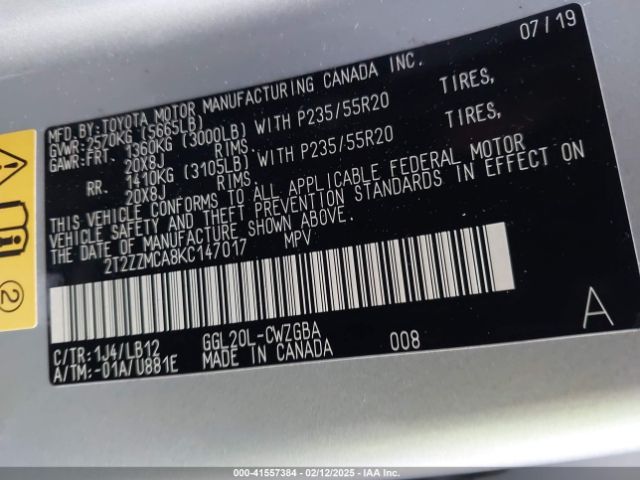 07/19
MFD.BY:TOYOTA MOTOR MANUFACTURING CANADA INC.
GVWR:2570KG (5665LB)
GAWR:FRT. 1360KG (3000LB) WITH P235/55R20 TIRES,
20X8J RIMS.
RR. 1410KG (3105LB) WITH P235/55R20 TIRES,
20X8J RIMS.
THIS VEHICLE CONFORMS TO ALL APPLICABLE FEDERAL MOTOR
VEHICLE SAFETY AND THEFT PREVENTION STANDARDS IN EFFECT ON
THE DATE OF MANUFACTURE SHOWN ABOVE.
2T2ZZMCA8KC147017 MPV
C/TR:1J4/LB12 GGL20L-CWZGBA 008 A
A/TM:-01A/U881E MADE IN CANADA
2
000-41557384 - 02/12/2025 - IAA Inc.